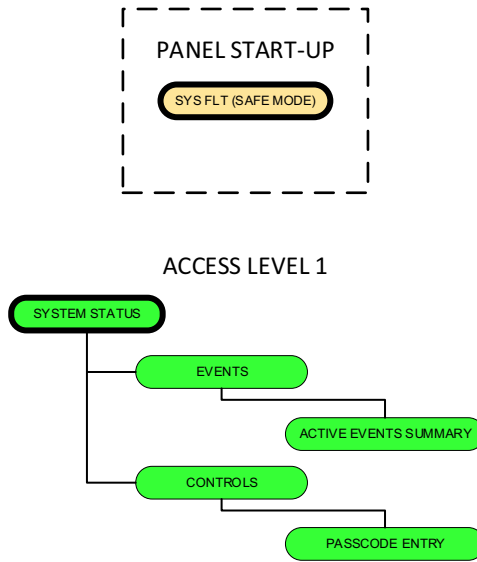 PANEL START-UP
SYS FLT (SAFE MODE)
ACCESS LEVEL 1
SYSTEM STATUS
EVENTS
ACTIVE EVENTS SUMMARY
CONTROLS
PASSCODE ENTRY